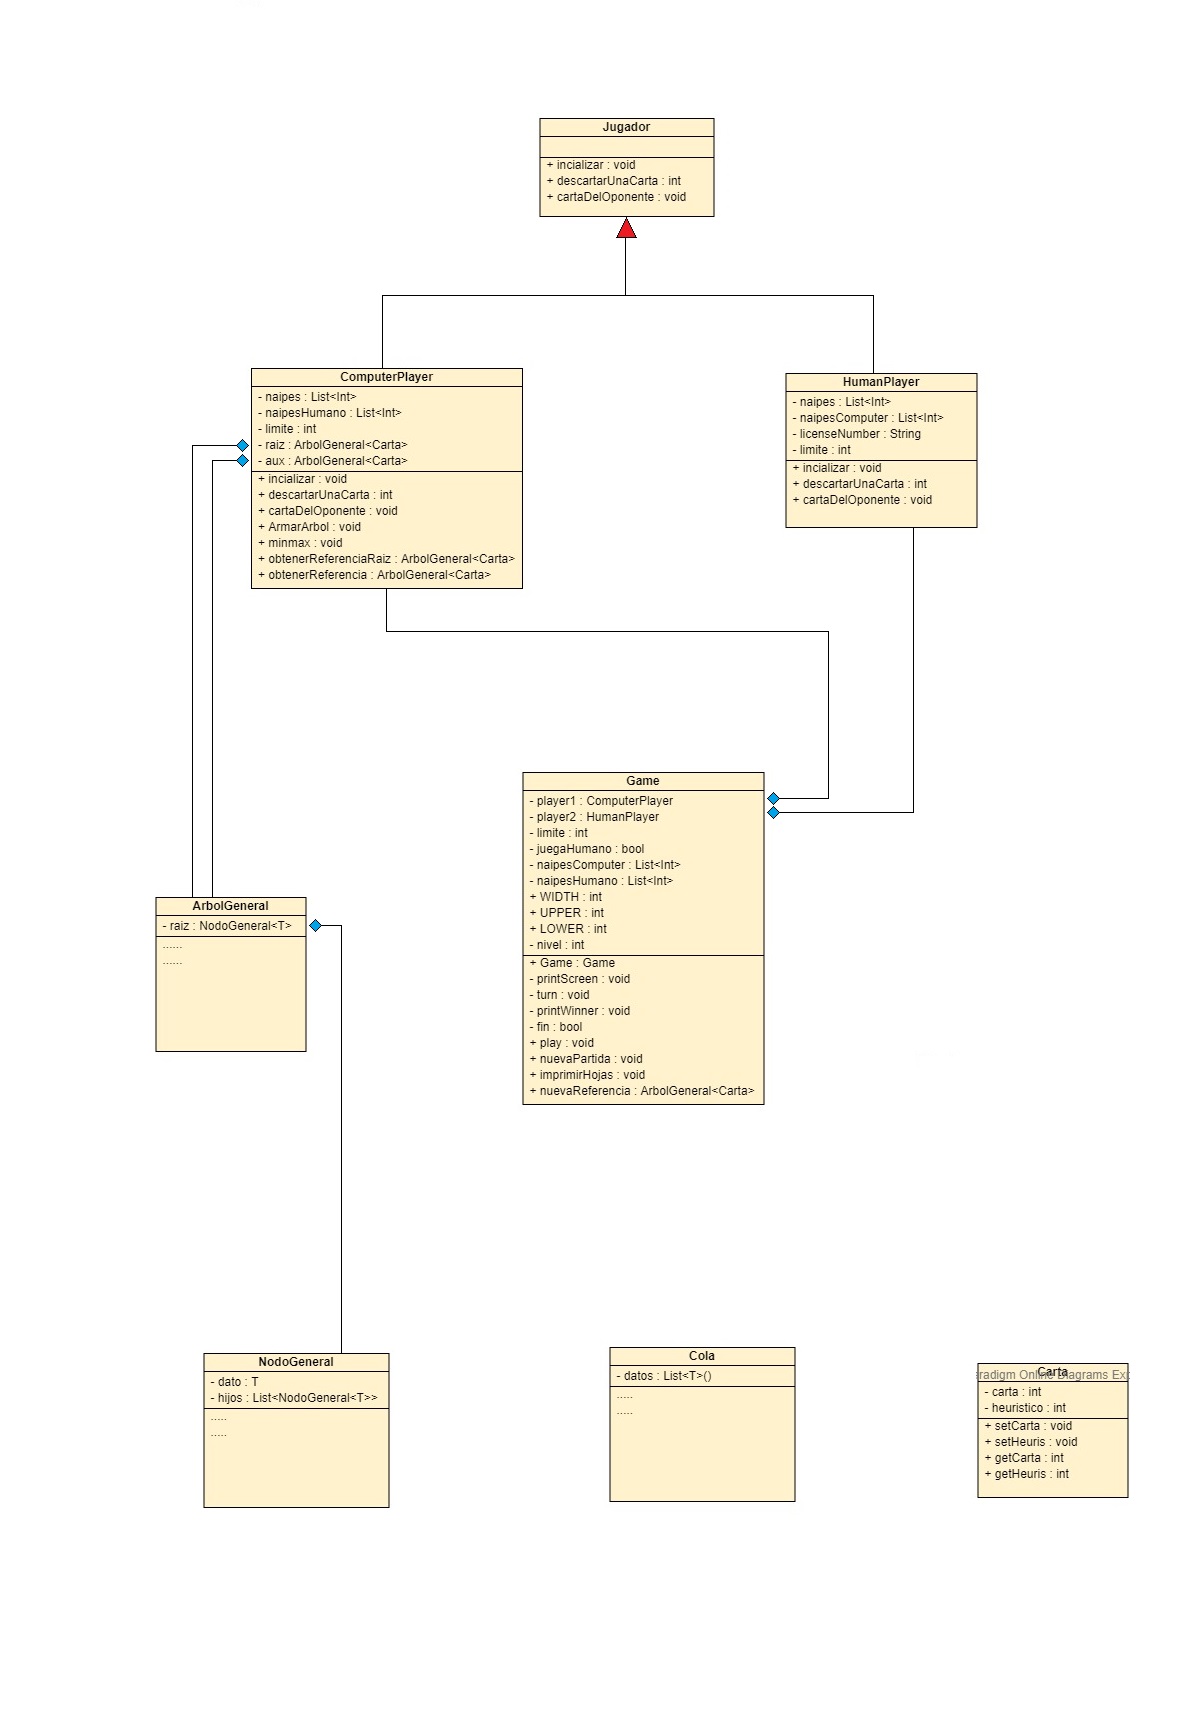 Jugador
+ incializar : void
+ descartarUnaCarta : int
+ cartaDelOponente : void
ComputerPlayer
- naipes : List<Int>
- naipesHumano : List<Int>
- limite : int
- raiz : ArbolGeneral<Carta>
- aux : ArbolGeneral<Carta>
+ incializar : void
+ descartarUnaCarta : int
+ cartaDelOponente : void
+ ArmarArbol : void
+ minmax : void
+ obtenerReferenciaRaiz : ArbolGeneral<Carta>
+ obtenerReferencia : ArbolGeneral<Carta>
HumanPlayer
- naipes : List<Int>
- naipesComputer : List<Int>
- licenseNumber : String
- limite : int
+ incializar : void
+ descartarUnaCarta : int
+ cartaDelOponente : void
Game
- player1 : ComputerPlayer
- player2 : HumanPlayer
- limite : int
- juegaHumano : bool
- naipesComputer : List<Int>
- naipesHumano : List<Int>
+ WIDTH : int
+ UPPER : int
+ LOWER : int
- nivel : int
+ Game : Game
- printScreen : void
- turn : void
- printWinner : void
- fin : bool
+ play : void
+ nuevaPartida : void
+ imprimirHojas : void
+ nuevaReferencia : ArbolGeneral<Carta>
ArbolGeneral
- raiz : NodoGeneral<T>
......
......
NodoGeneral
- dato : T
- hijos : List<NodoGeneral<T>>
.....
.....
Cola
- datos : List<T>()
.....
.....
Carta
radigm Online Diagrams Ex
- carta : int
- heuristico : int
+ setCarta : void
+ setHeuris : void
+ getCarta : int
+ getHeuris : int